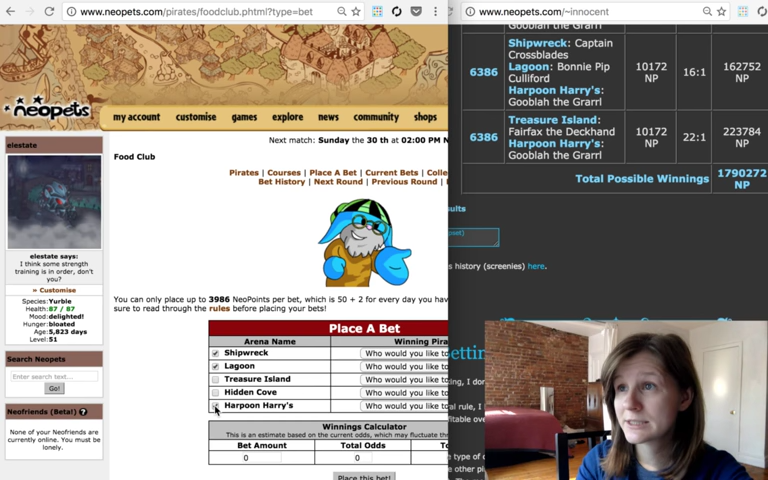 www.neopets.com/pirates/foodclub.phtml?type=bet
neopets
my account
customise
games
explore
news
community
shops
elestate
elestate says:
I think some strength
training is in order, don't
you?
» Customise
Species: Yurble
Health: 87 / 87
Mood: delighted!
Hunger: bloated
Age: 5,823 days
Level: 51
Search Neopets
Enter search text...
Go!
Neofriends (Beta!)
None of your Neofriends are
currently online. You must be
lonely.
Next match: Sunday the 30 th at 02:00 PM N
Food Club
Pirates | Courses | Place A Bet | Current Bets | Colle
Bet History | Next Round | Previous Round |
You can only place up to 3986 NeoPoints per bet, which is 50 + 2 for every day you hav
sure to read through the rules before placing your bets!
Place A Bet
Arena Name
Winning Pira
Shipwreck
Who would you like to
Lagoon
Who would you like to
Treasure Island
Who would you like to
Hidden Cove
Who would you like to
Harpoon Harry's
Who would you like to
Winnings Calculator
This is an estimate based on the current odds, which may fluctuate thr
Bet Amount
Total Odds
To
0
0
Place this bet!
www.neopets.com/~innocent
6386
Shipwreck: Captain
Crossblades
Lagoon: Bonnie Pip
Culliford
Harpoon Harry's:
Gooblah the Grarrl
10172
NP
16:1
162752
NP
6386
Treasure Island:
Fairfax the Deckhand
Harpoon Harry's:
Gooblah the Grarrl
10172
NP
22:1
223784
NP
Total Possible Winnings
1790272
NP
sults
s history (screenies) here.